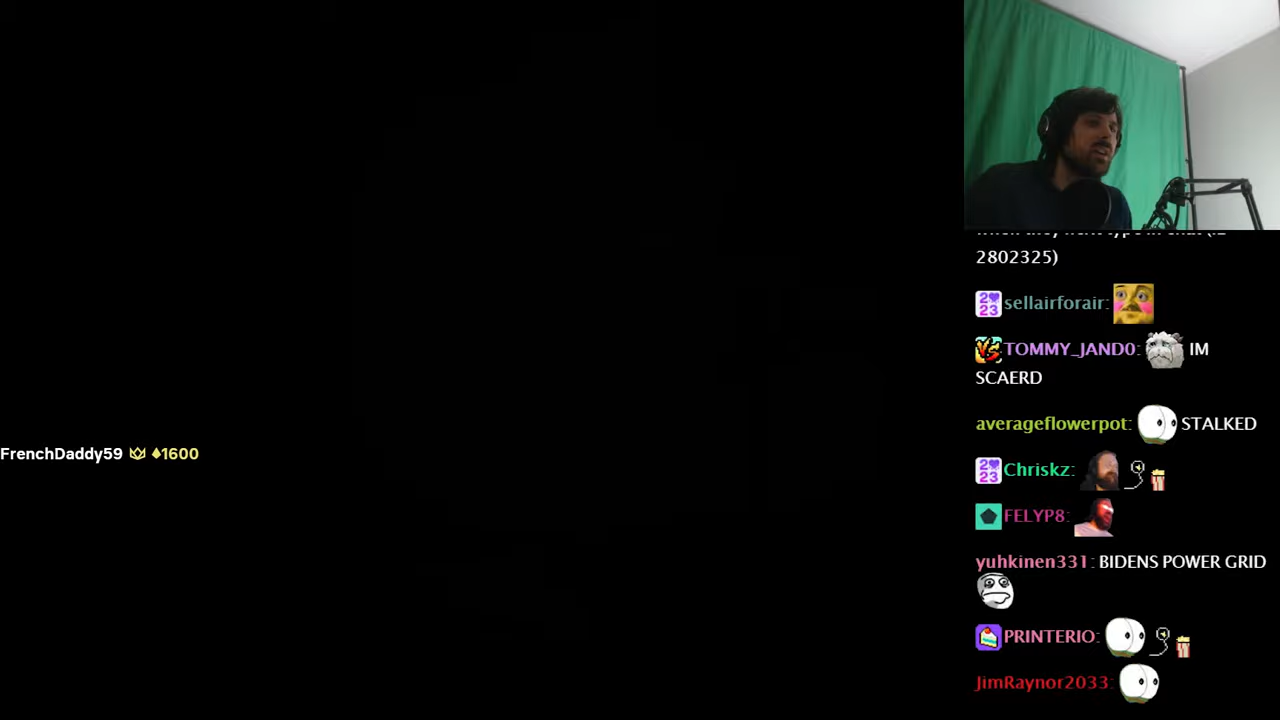 2802325)
sellairforair:
TOMMY_JAND0: IM
SCAERD
averageflowerpot: STALKED
Chriskz:
FrenchDaddy59 1600
FELYP8:
yuhkinen331: BIDENS POWER GRID
PRINTERIO:
JimRaynor2033: